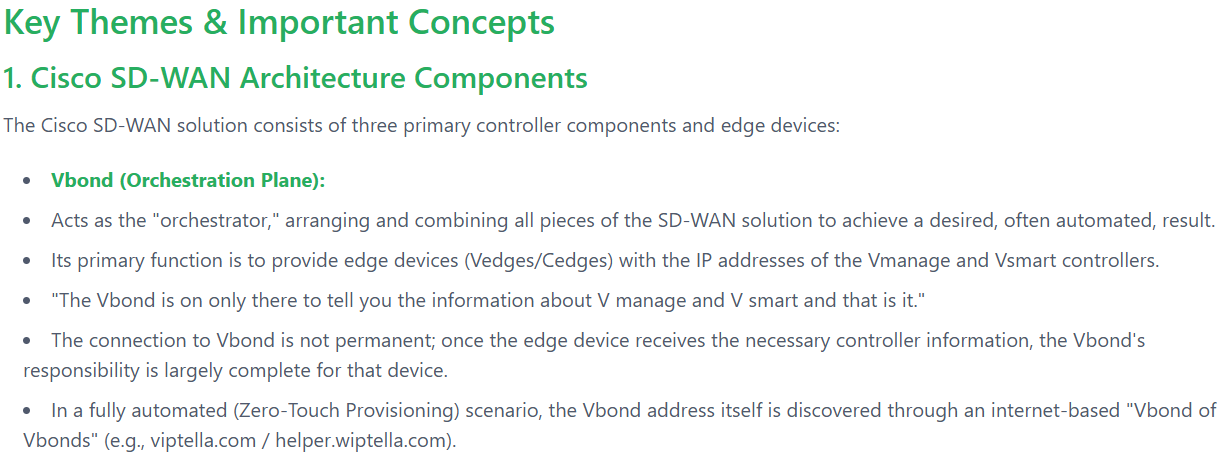 Key Themes & Important Concepts
1. Cisco SD-WAN Architecture Components
The Cisco SD-WAN solution consists of three primary controller components and edge devices:
• Vbond (Orchestration Plane):
• Acts as the "orchestrator," arranging and combining all pieces of the SD-WAN solution to achieve a desired, often automated, result.
• Its primary function is to provide edge devices (Vedges/Cedges) with the IP addresses of the Vmanage and Vsmart controllers.
• "The Vbond is on only there to tell you the information about V manage and V smart and that is it."
• The connection to Vbond is not permanent; once the edge device receives the necessary controller information, the Vbond's
responsibility is largely complete for that device.
• In a fully automated (Zero-Touch Provisioning) scenario, the Vbond address itself is discovered through an internet-based "Vbond of
Vbonds" (e.g., viptella.com / helper.wiptella.com).